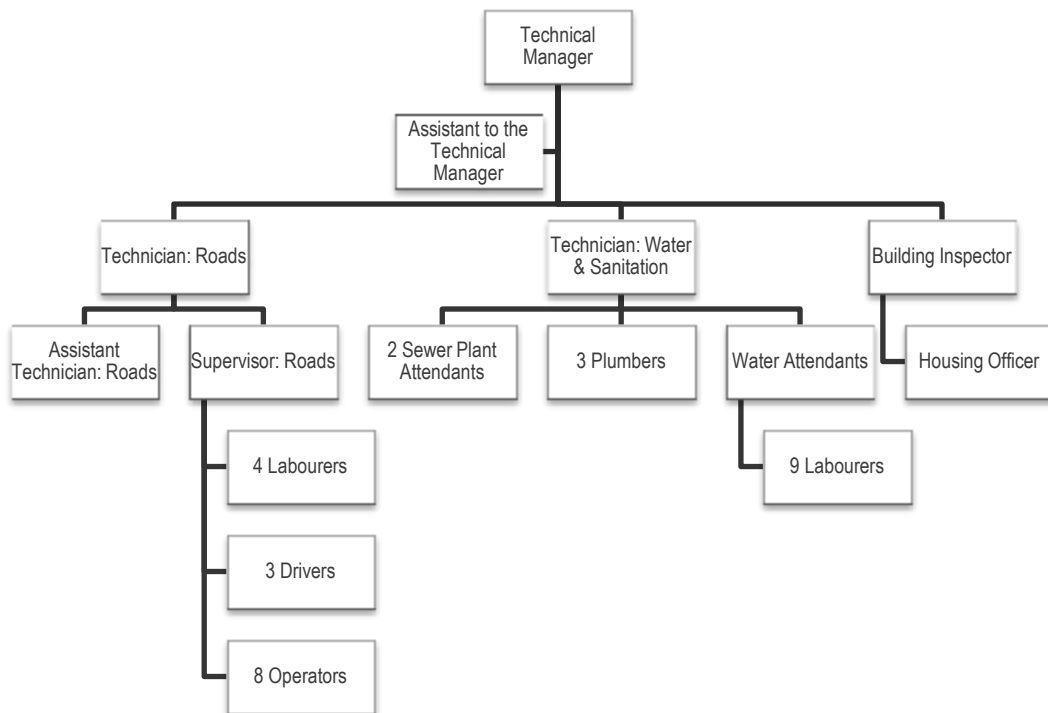 Technical
Manager
Assistant to the
Technical
Manager
Technician: Roads
Technician: Water
& Sanitation
Building Inspector
Assistant
Technician: Roads
Supervisor: Roads
2 Sewer Plant
Attendants
3 Plumbers
Water Attendants
Housing Officer
4 Labourers
9 Labourers
3 Drivers
8 Operators